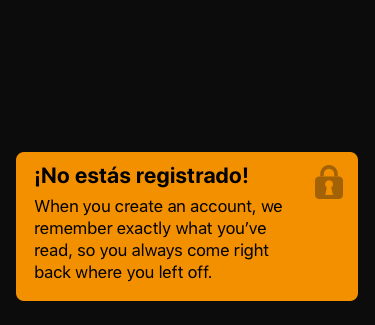 ¡No estás registrado!
When you create an account, we
remember exactly what you’ve
read, so you always come right
back where you left off.